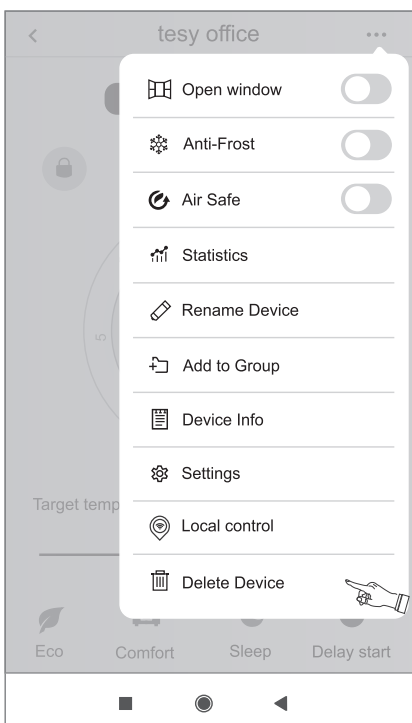 tesy office
Open window
Anti-Frost
Air Safe
Statistics
Rename Device
Add to Group
5
Device Info
Settings
Target temp
Local control
Delete Device
Eco Comfort Sleep Delay start